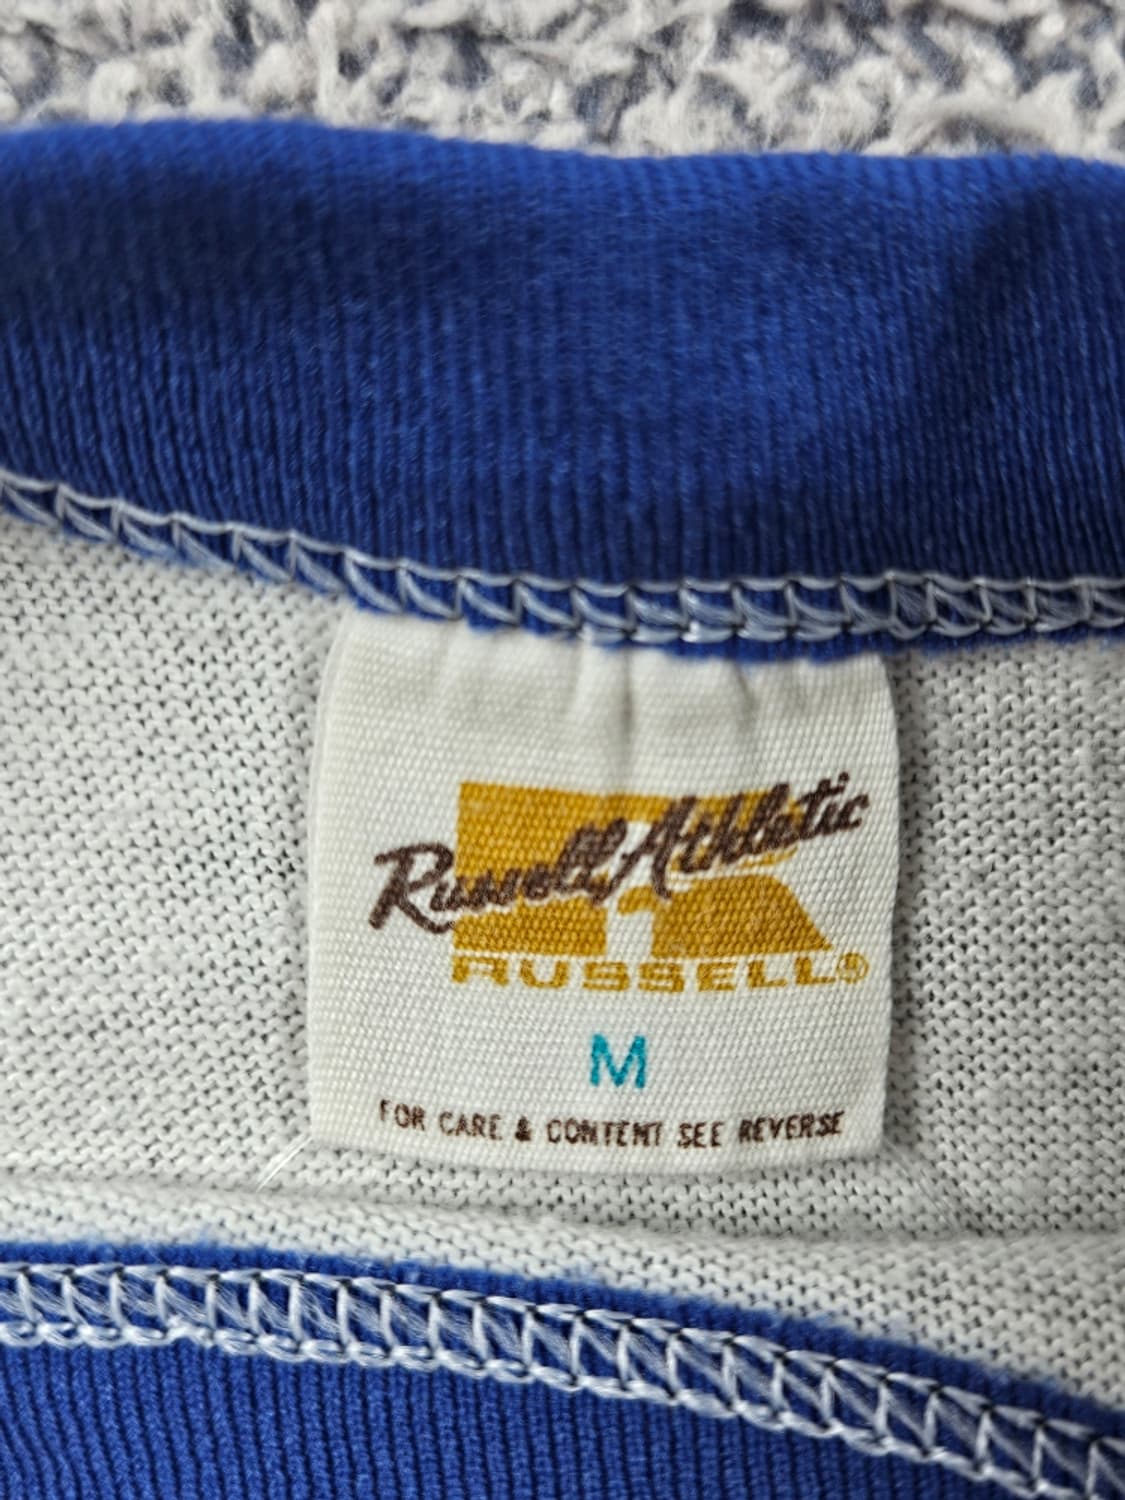 Russell Athletic
RUSSELL®
M
FOR CARE & CONTENT SEE REVERSE